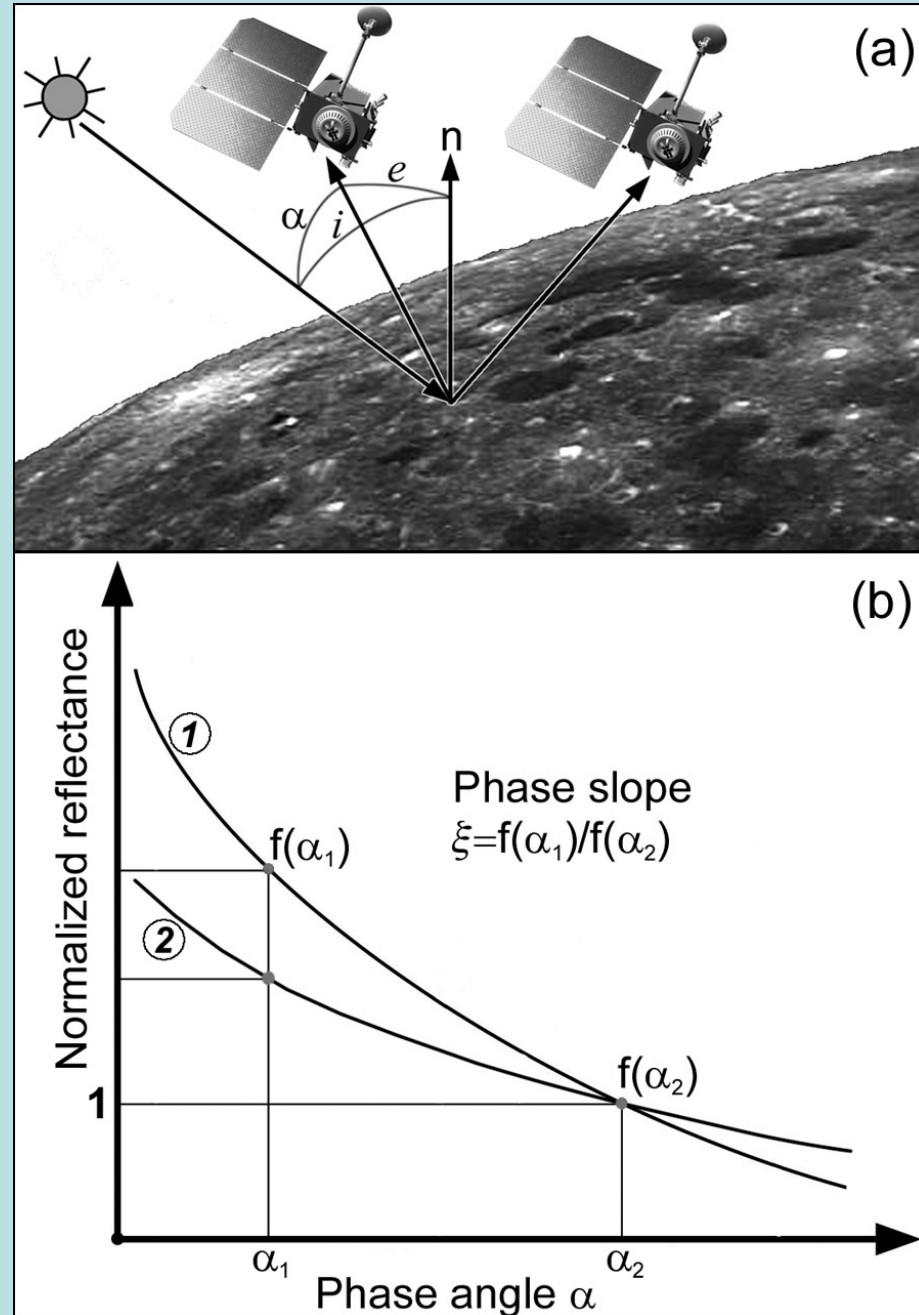 (a)
n
e
α
i
(b)
Normalized reflectance
1
f(α₁)
Phase slope
ξ=f(α₁)/f(α₂)
2
f(α₂)
1
α₁
α₂
Phase angle α